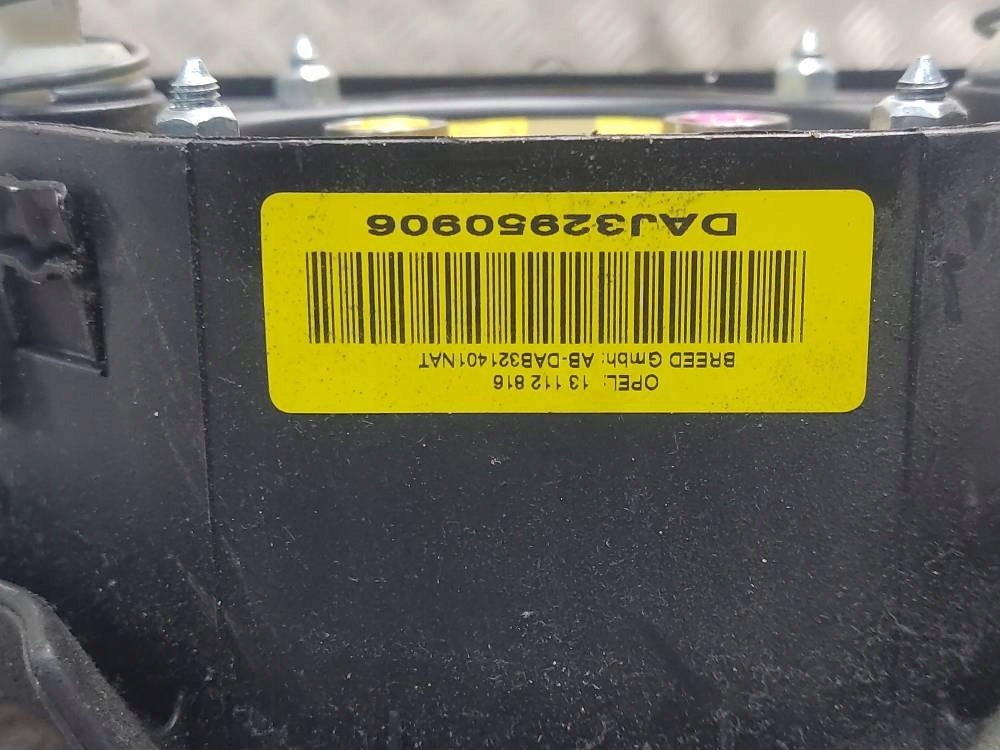 OPEL: 13 112 816
BREED Gmbh: AB-DAB321401NAT
DAJ32950906